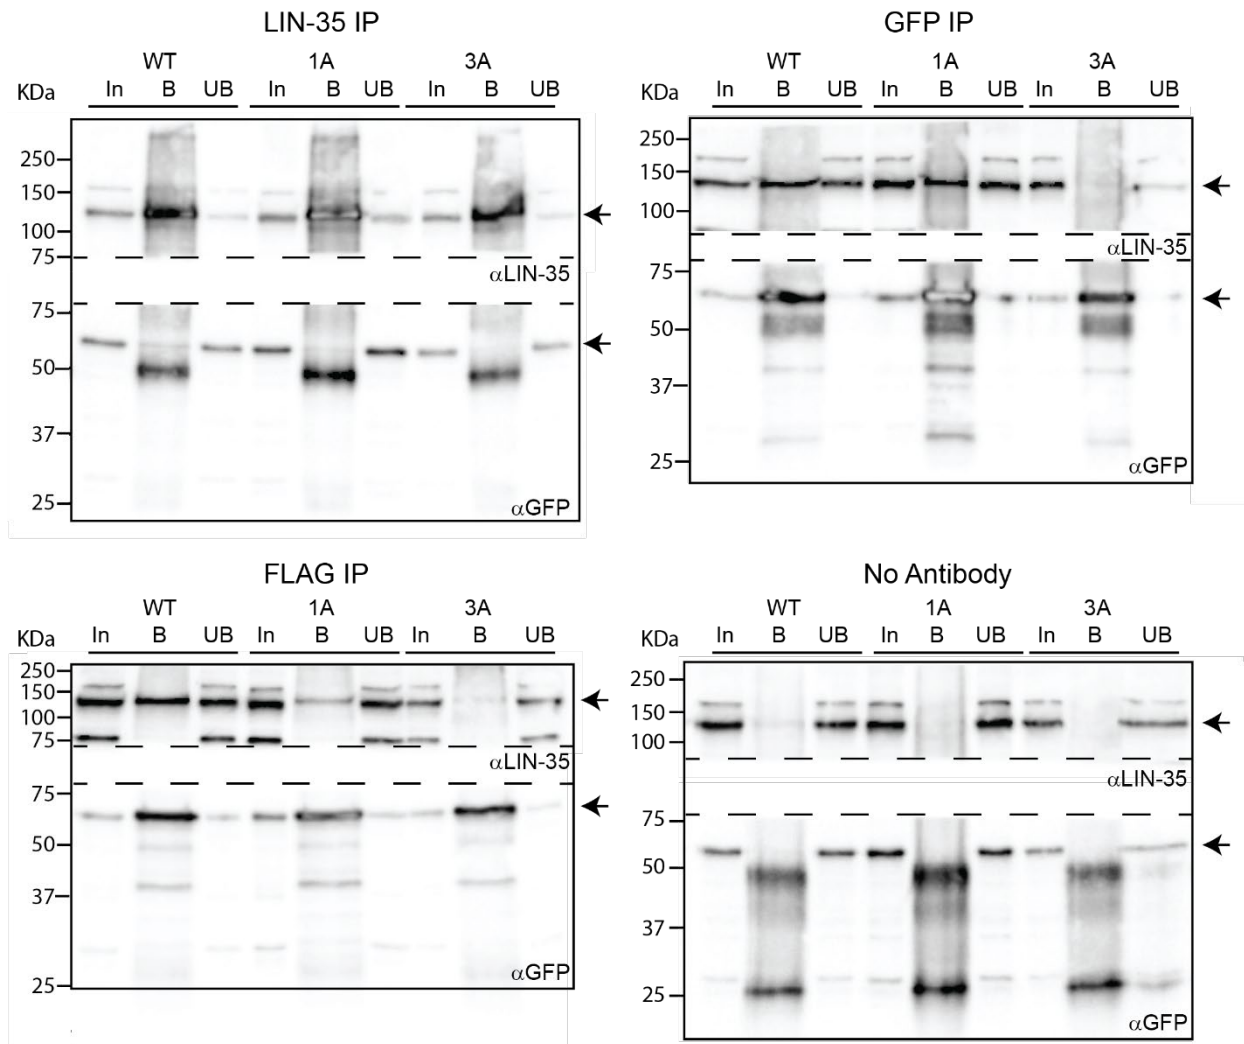 LIN-35 IP
WT 1A 3A
KDa In B UB In B UB In B UB
250
150
100
75
αLIN-35
75
50
37
25
αGFP
GFP IP
WT 1A 3A
KDa In B UB In B UB In B UB
250
150
100
αLIN-35
75
50
37
25
αGFP
FLAG IP
WT 1A 3A
KDa In B UB In B UB In B UB
250
150
100
75
αLIN-35
75
50
37
25
αGFP
No Antibody
WT 1A 3A
KDa In B UB In B UB In B UB
250
150
100
αLIN-35
75
50
37
25
αGFP